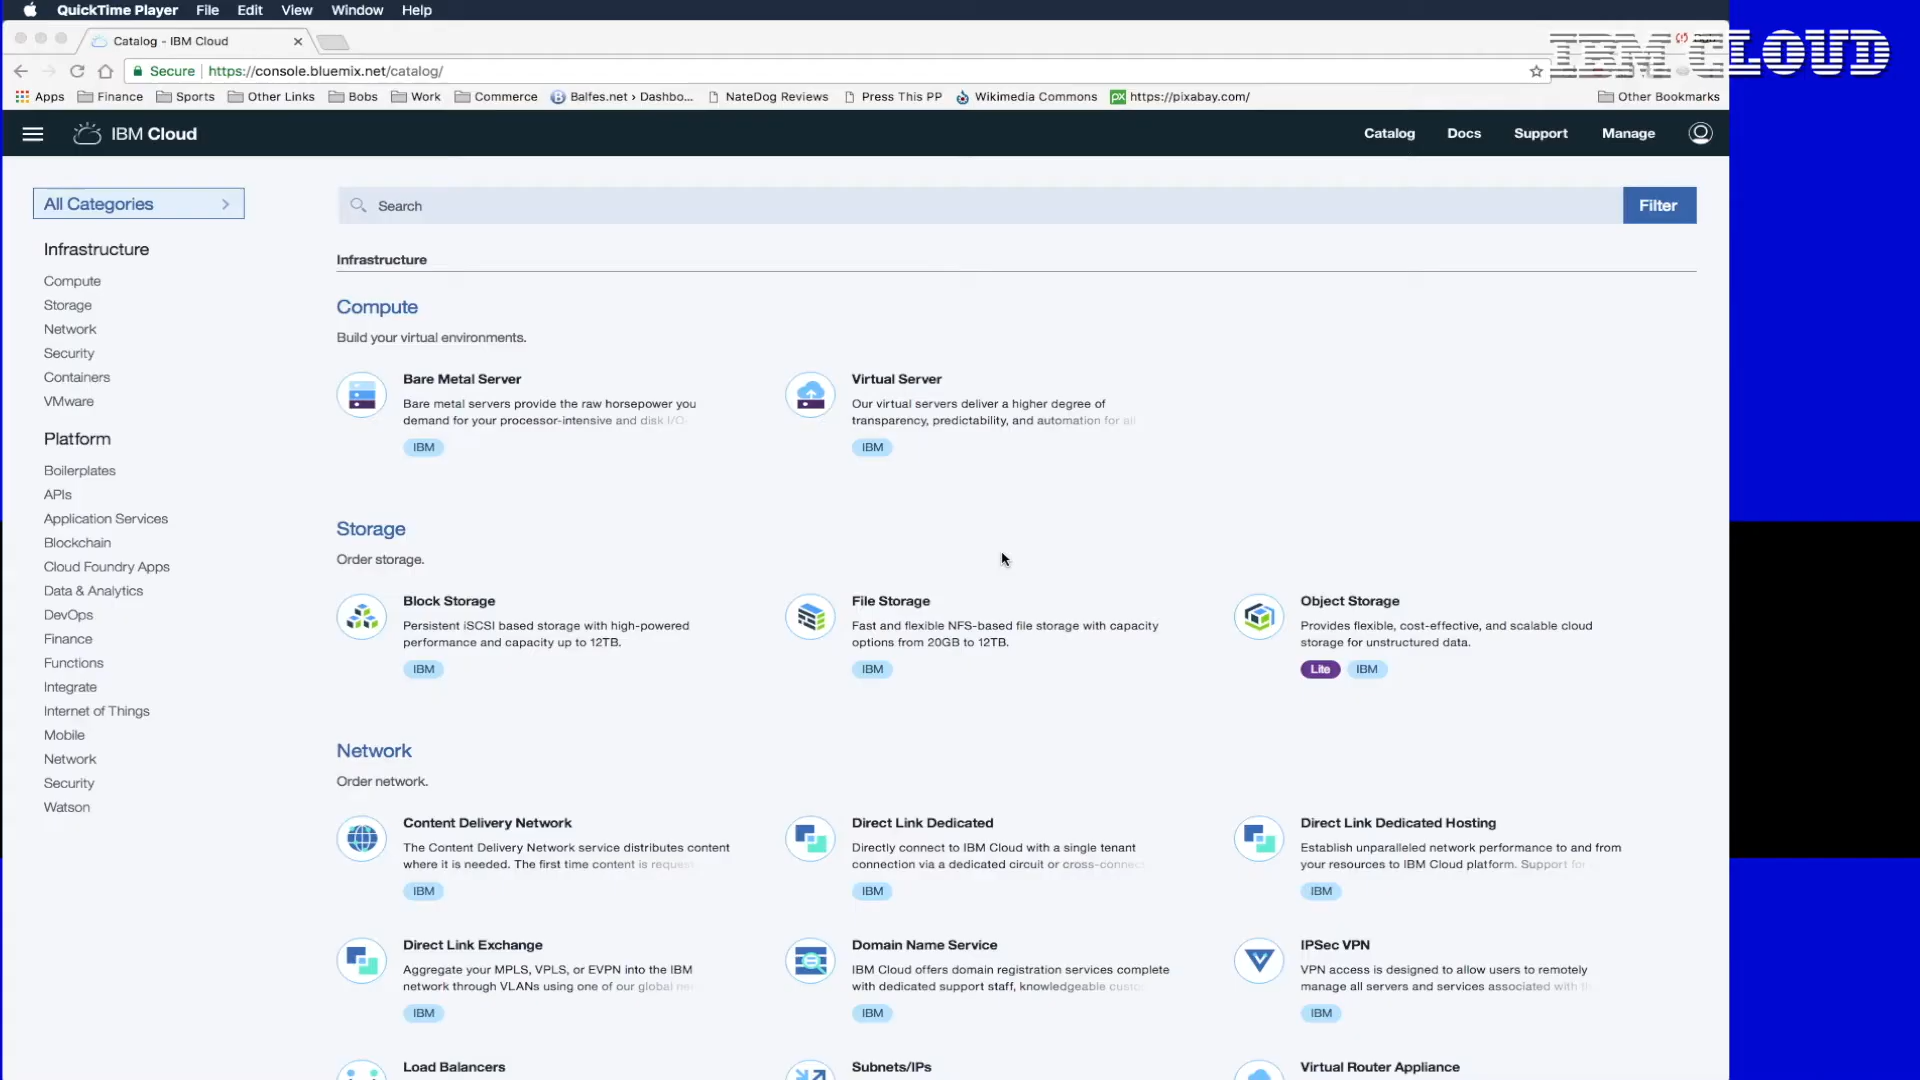 QuickTime Player File Edit View Window Help
Catalog - IBM Cloud
IBM CLOUD
Secure https://console.bluemix.net/catalog/
Apps Finance Sports Other Links Bobs Work Commerce Balfes.net › Dashbo... NateDog Reviews Press This PP Wikimedia Commons px https://pixabay.com/ Other Bookmarks
IBM Cloud Catalog Docs Support Manage
All Categories
Search
Filter
Infrastructure
Compute
Storage
Network
Security
Containers
VMware
Platform
Boilerplates
APIs
Application Services
Blockchain
Cloud Foundry Apps
Data & Analytics
DevOps
Finance
Functions
Integrate
Internet of Things
Mobile
Network
Security
Watson
Infrastructure
Compute
Build your virtual environments.
Bare Metal Server
Bare metal servers provide the raw horsepower you
demand for your processor-intensive and disk I/O-
IBM
Virtual Server
Our virtual servers deliver a higher degree of
transparency, predictability, and automation for all
IBM
Storage
Order storage.
Block Storage
Persistent iSCSI based storage with high-powered
performance and capacity up to 12TB.
IBM
File Storage
Fast and flexible NFS-based file storage with capacity
options from 20GB to 12TB.
IBM
Object Storage
Provides flexible, cost-effective, and scalable cloud
storage for unstructured data.
Lite IBM
Network
Order network.
Content Delivery Network
The Content Delivery Network service distributes content
where it is needed. The first time content is reques
IBM
Direct Link Dedicated
Directly connect to IBM Cloud with a single tenant
connection via a dedicated circuit or cross-connec
IBM
Direct Link Dedicated Hosting
Establish unparalleled network performance to and from
your resources to IBM Cloud platform. Support for
IBM
Direct Link Exchange
Aggregate your MPLS, VPLS, or EVPN into the IBM
network through VLANs using one of our global ne
IBM
Domain Name Service
IBM Cloud offers domain registration services complete
with dedicated support staff, knowledgeable custo
IBM
IPSec VPN
VPN access is designed to allow users to remotely
manage all servers and services associated with
IBM
Load Balancers
Subnets/IPs
Virtual Router Appliance